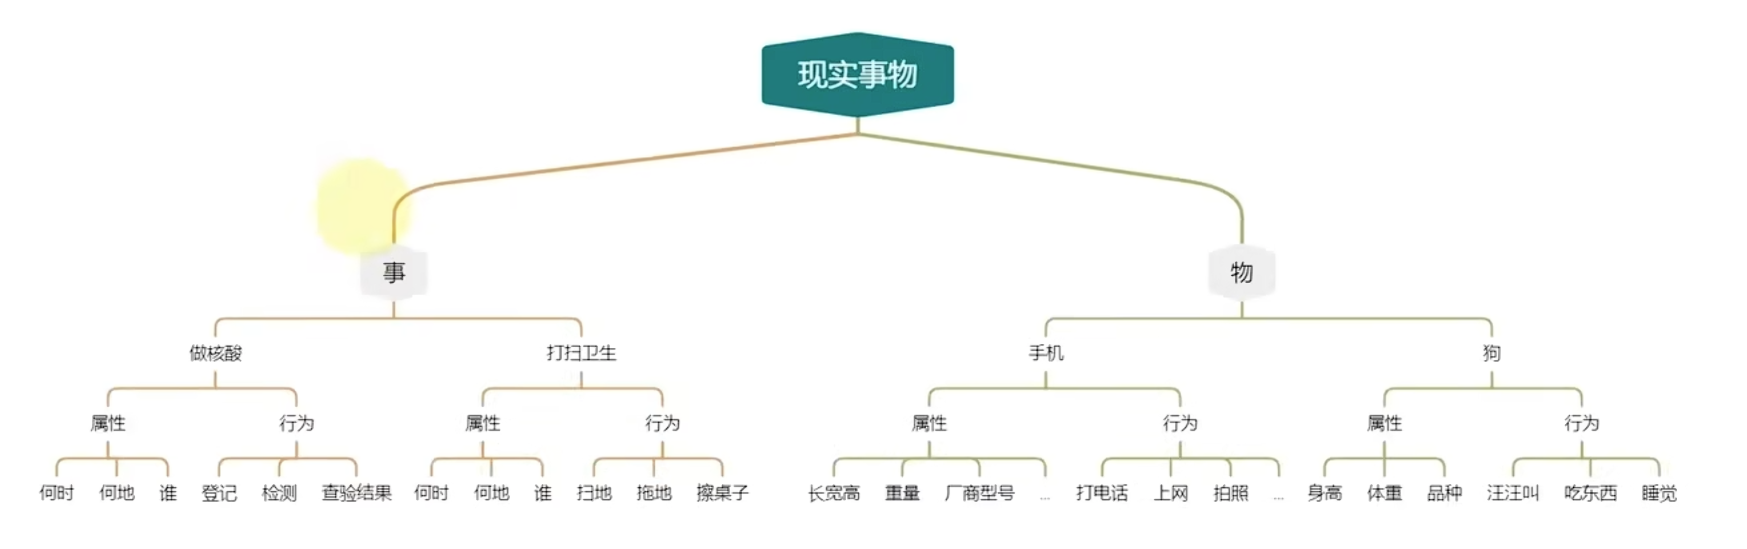 现实事物
事 物
做核酸 打扫卫生 手机 狗
属性 行为 属性 行为 属性 行为 属性 行为
何时 何地 谁 登记 检测 查验结果 何时 何地 谁 扫地 拖地 擦桌子 长宽高 重量 厂商型号 ... 打电话 上网 拍照 ... 身高 体重 品种 汪汪叫 吃东西 睡觉